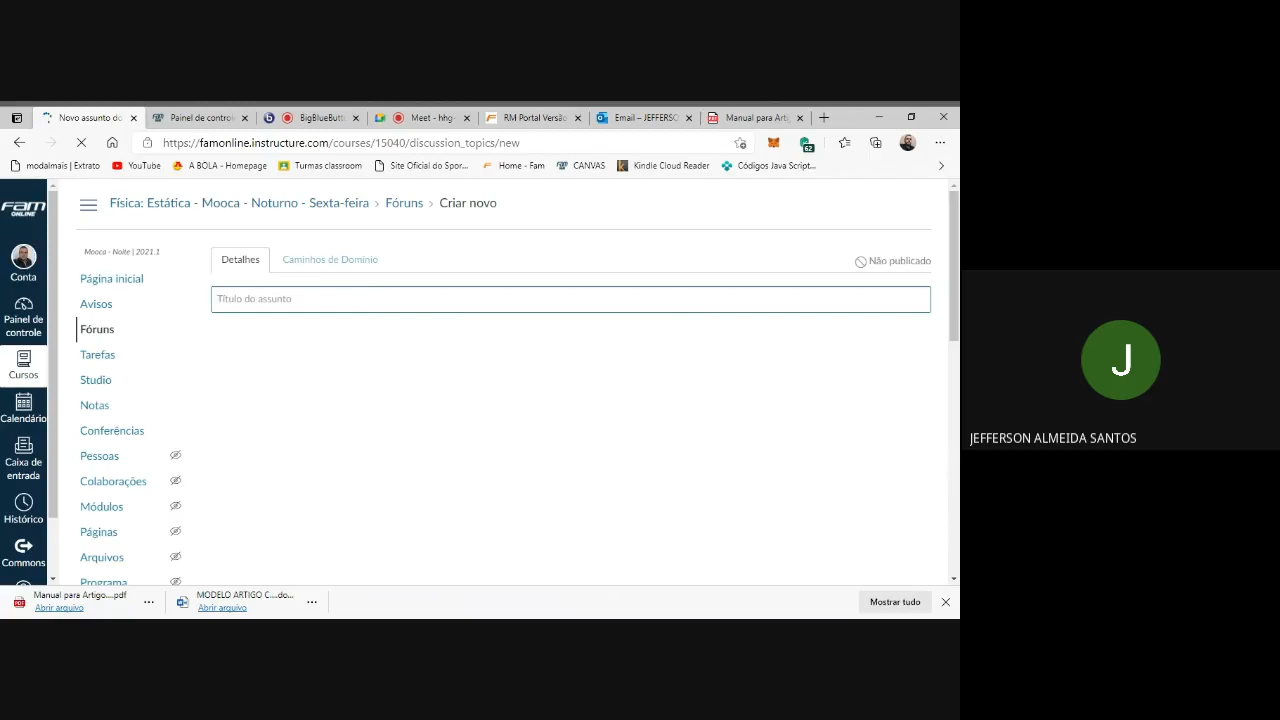 Novo assunto do
Painel de control
BigBlueButt
Meet - hhg-
RM Portal Versão
Email – JEFFERSO
Manual para Artig
https://famonline.instructure.com/courses/15040/discussion_topics/new
62
modalmais | Extrato
YouTube
A BOLA - Homepage
Turmas classroom
Site Oficial do Spor...
Home - Fam
CANVAS
Kindle Cloud Reader
Códigos Java Script...
FAM
ONLINE
Conta
Painel de
controle
Cursos
Calendário
Caixa de
entrada
Histórico
Commons
Física: Estática - Mooca - Noturno - Sexta-feira > Fóruns > Criar novo
Mooca - Noite | 2021.1
Página inicial
Avisos
Fóruns
Tarefas
Studio
Notas
Conferências
Pessoas
Colaborações
Módulos
Páginas
Arquivos
Programa
Detalhes
Caminhos de Domínio
Não publicado
Título do assunto
Manual para Artigo....pdf
Abrir arquivo
MODELO ARTIGO C....do...
Abrir arquivo
Mostrar tudo
J
JEFFERSON ALMEIDA SANTOS